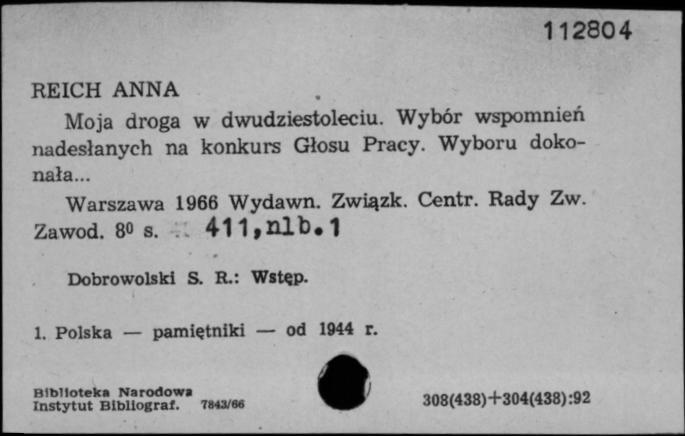 112804
REICH ANNA
Moja droga w dwudziestoleciu. Wybór wspomnień
nadesłanych na konkurs Głosu Pracy. Wyboru doko-
nała...
Warszawa 1966 Wydawn. Związk. Centr. Rady Zw.
Zawod. 8⁰ s. 411,nlb.1
Dobrowolski S. R.: Wstęp.
1. Polska — pamiętniki — od 1944 r.
Biblioteka Narodowa
Instytut Bibliograf. 7843/66
308(438)+304(438):92